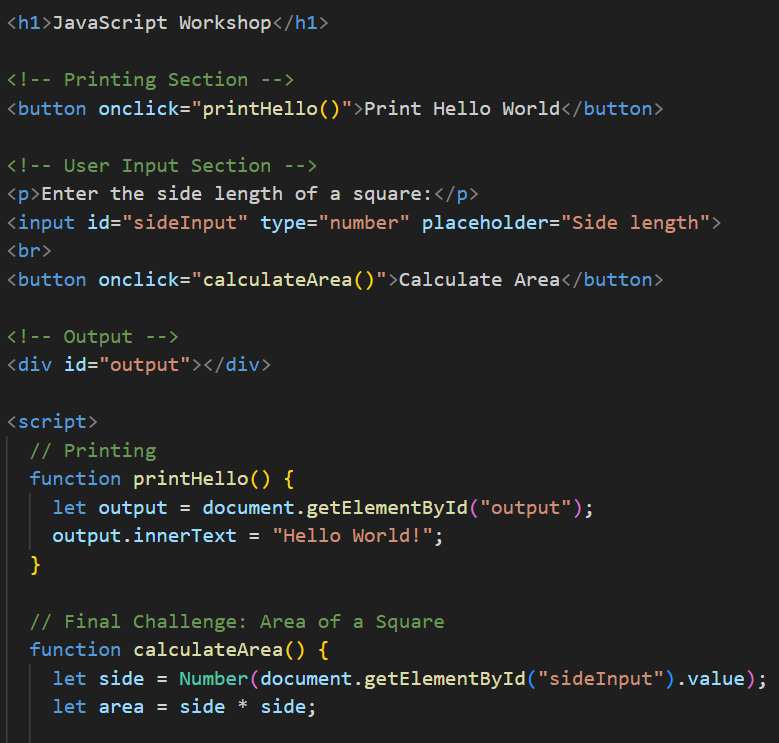 <h1>JavaScript Workshop</h1>
<!-- Printing Section -->
<button onclick="printHello()">Print Hello World</button>
<!-- User Input Section -->
<p>Enter the side length of a square:</p>
<input id="sideInput" type="number" placeholder="Side length">
<br>
<button onclick="calculateArea()">Calculate Area</button>
<!-- Output -->
<div id="output"></div>
<script>
// Printing
function printHello() {
let output = document.getElementById("output");
output.innerText = "Hello World!";
}
// Final Challenge: Area of a Square
function calculateArea() {
let side = Number(document.getElementById("sideInput").value);
let area = side * side;